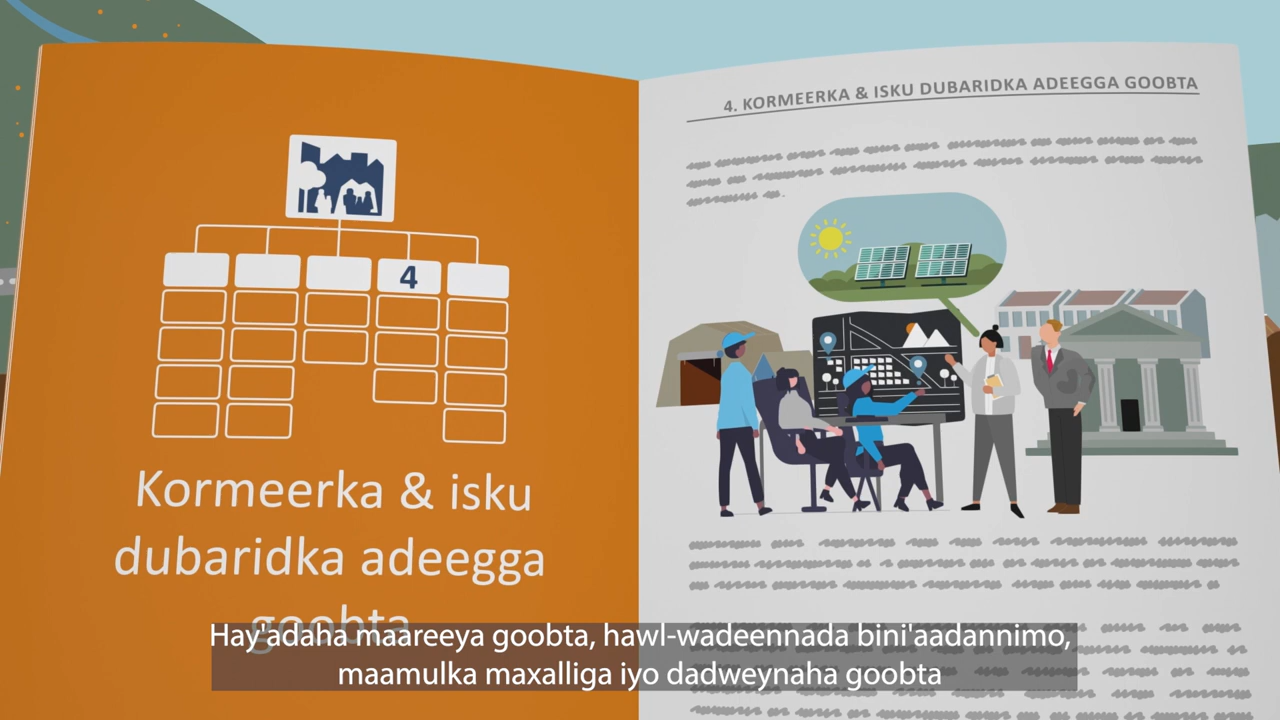 4
Kormeerka & isku
dubaridka adeegga
goobta
4. KORMEERKA & ISKU DUBARIDKA ADEEGGA GOOBTA
Hay'adaha maareeya goobta, hawl-wadeennada bini'aadannimo,
maamulka maxalliga iyo dadweynaha goobta